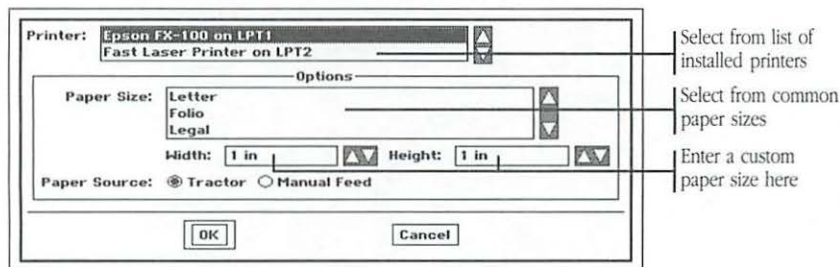 Printer: Epson FX-100 on LPT1
Fast Laser Printer on LPT2
Options
Paper Size: Letter
Folio
Legal
Width: 1 in Height: 1 in
Paper Source: Tractor Manual Feed
OK Cancel
Select from list of
installed printers
Select from common
paper sizes
Enter a custom
paper size here